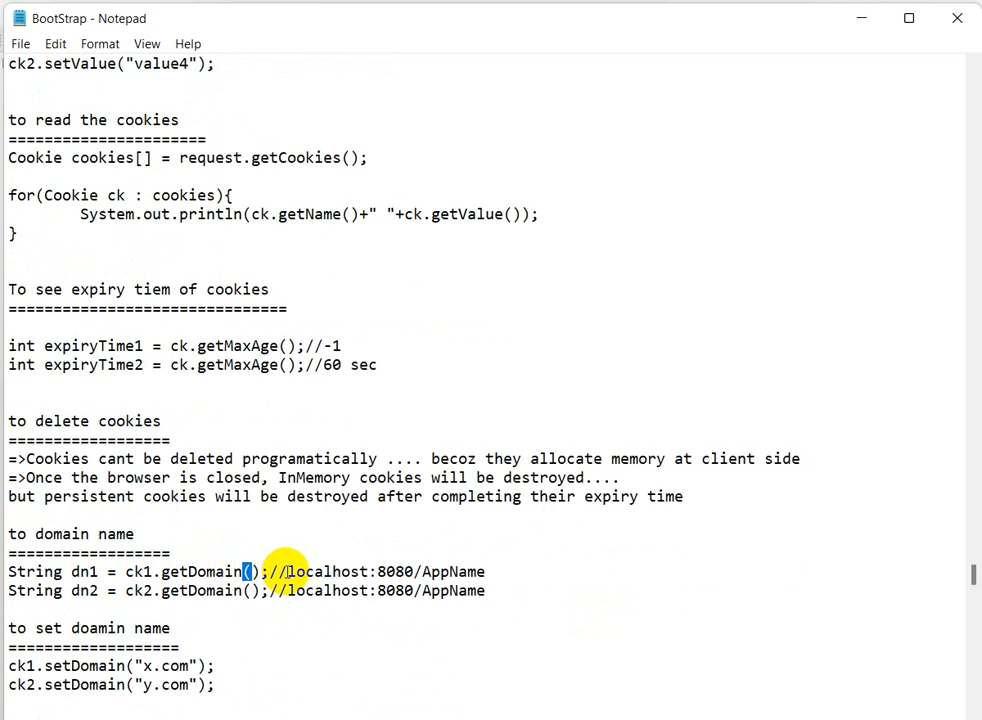 BootStrap - Notepad
File Edit Format View Help
ck2.setValue("value4");
to read the cookies
======================
Cookie cookies[] = request.getCookies();
for(Cookie ck : cookies){
System.out.println(ck.getName()+" "+ck.getValue());
}
To see expiry tiem of cookies
===============================
int expiryTime1 = ck.getMaxAge();//-1
int expiryTime2 = ck.getMaxAge();//60 sec
to delete cookies
==================
=>Cookies cant be deleted programatically .... becoz they allocate memory at client side
=>Once the browser is closed, InMemory cookies will be destroyed....
but persistent cookies will be destroyed after completing their expiry time
to domain name
==================
String dn1 = ck1.getDomain();//localhost:8080/AppName
String dn2 = ck2.getDomain();//localhost:8080/AppName
to set doamin name
===================
ck1.setDomain("x.com");
ck2.setDomain("y.com");